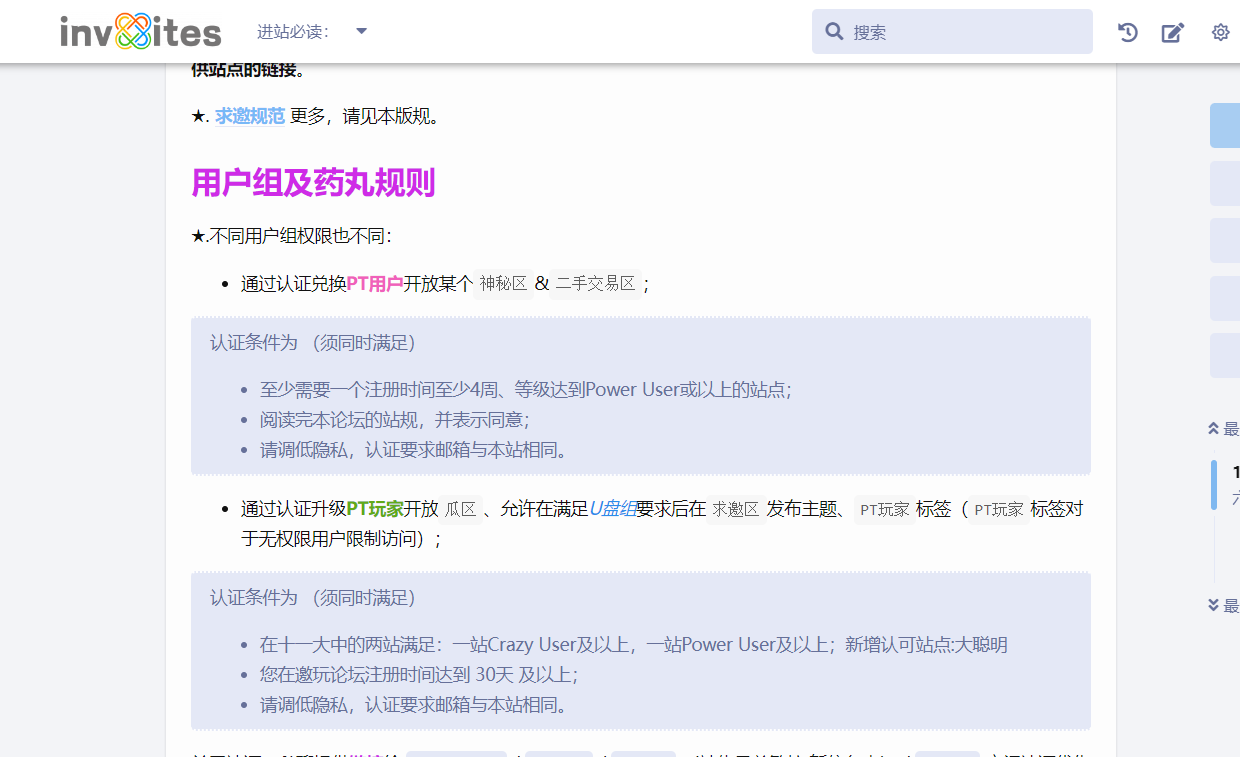 invites
进站必读：
搜索
供站点的链接。
★. 求邀规范 更多，请见本版规。
用户组及药丸规则
★.不同用户组权限也不同：
• 通过认证兑换PT用户开放某个 神秘区 & 二手交易区；
认证条件为 （须同时满足）
• 至少需要一个注册时间至少4周、等级达到Power User或以上的站点；
• 阅读完本论坛的站规，并表示同意；
• 请调低隐私，认证要求邮箱与本站相同。
• 通过认证升级PT玩家开放 瓜区 、允许在满足U盘组要求后在 求邀区 发布主题、 PT玩家 标签（ PT玩家 标签对
于无权限用户限制访问）；
认证条件为 （须同时满足）
• 在十一大中的两站满足：一站Crazy User及以上，一站Power User及以上；新增认可站点:大聪明
• 您在邀玩论坛注册时间达到 30天 及以上；
• 请调低隐私，认证要求邮箱与本站相同。
最
1
最